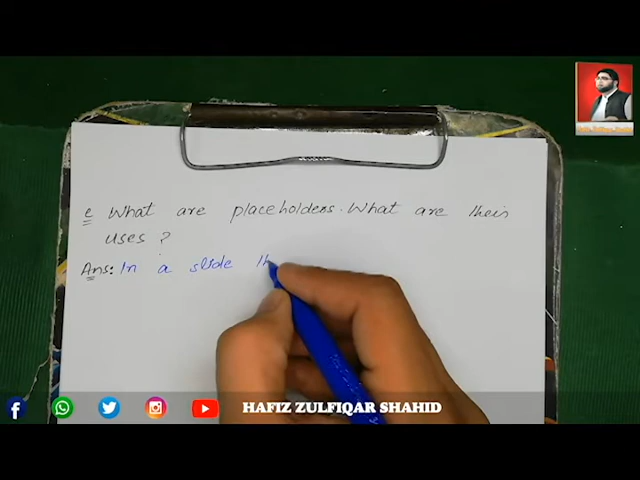 e What are placeholders. What are their
uses ?
Ans: In a slide th
HAFIZ ZULFIQAR SHAHID